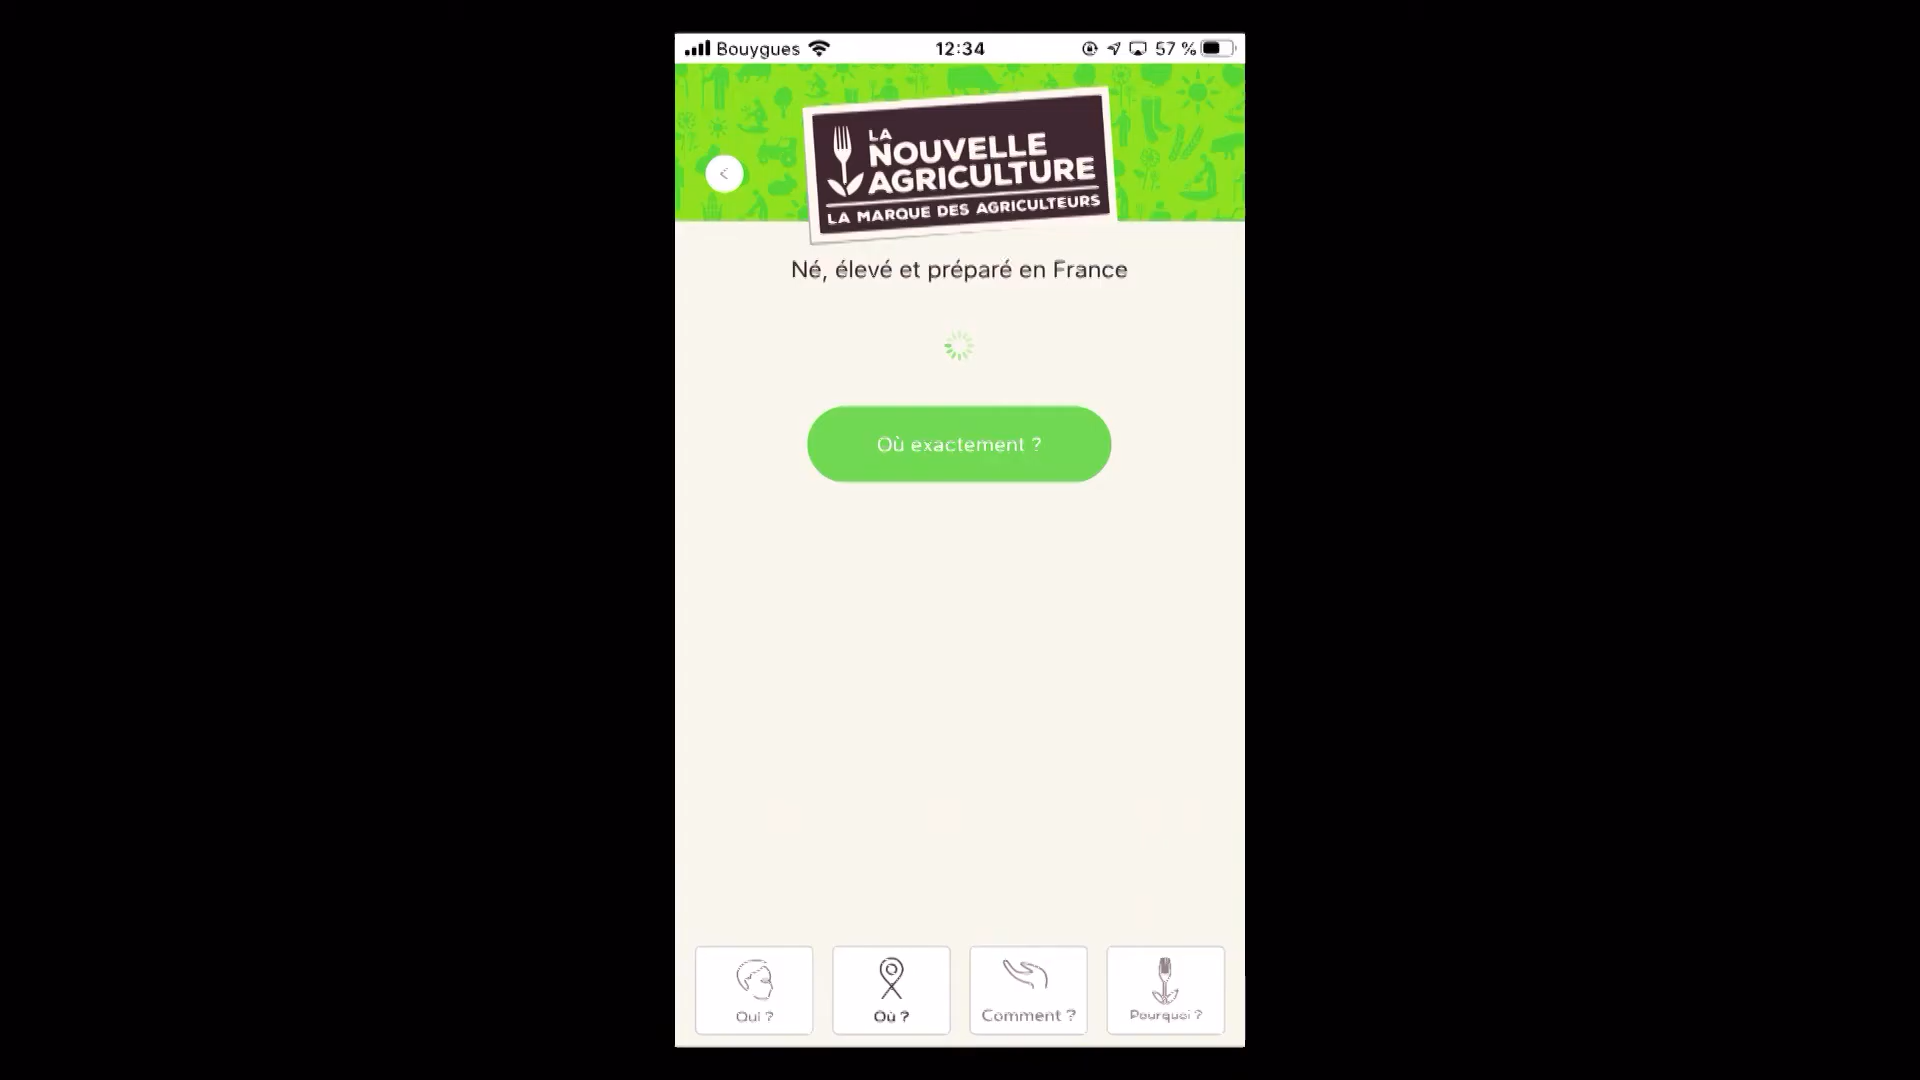 Bouygues 12:34 57 %
LA
NOUVELLE
AGRICULTURE
LA MARQUE DES AGRICULTEURS
<
Né, élevé et préparé en France
Où exactement ?
Qui ? Où ? Comment ? Pourquoi ?